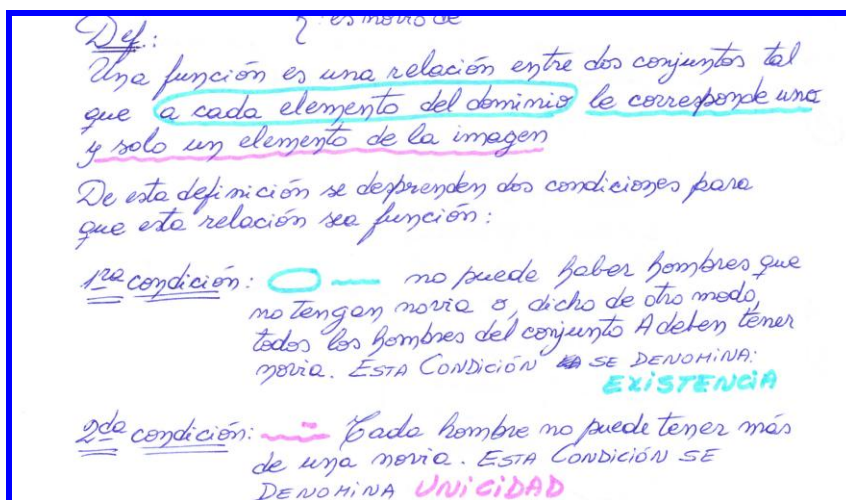 Def.: R: es novio de
Una función es una relación entre dos conjuntos tal
que a cada elemento del dominio le corresponde uno
y solo un elemento de la imagen
De esta definición se desprenden dos condiciones para
que esta relación sea función:
1ra condición: no puede haber hombres que
no tengan novia o, dicho de otro modo,
todos los hombres del conjunto A deben tener
novia. ESTA CONDICIÓN SE DENOMINA:
EXISTENCIA
2da condición: Cada hombre no puede tener más
de una novia. ESTA CONDICIÓN SE
DENOMINA UNICIDAD